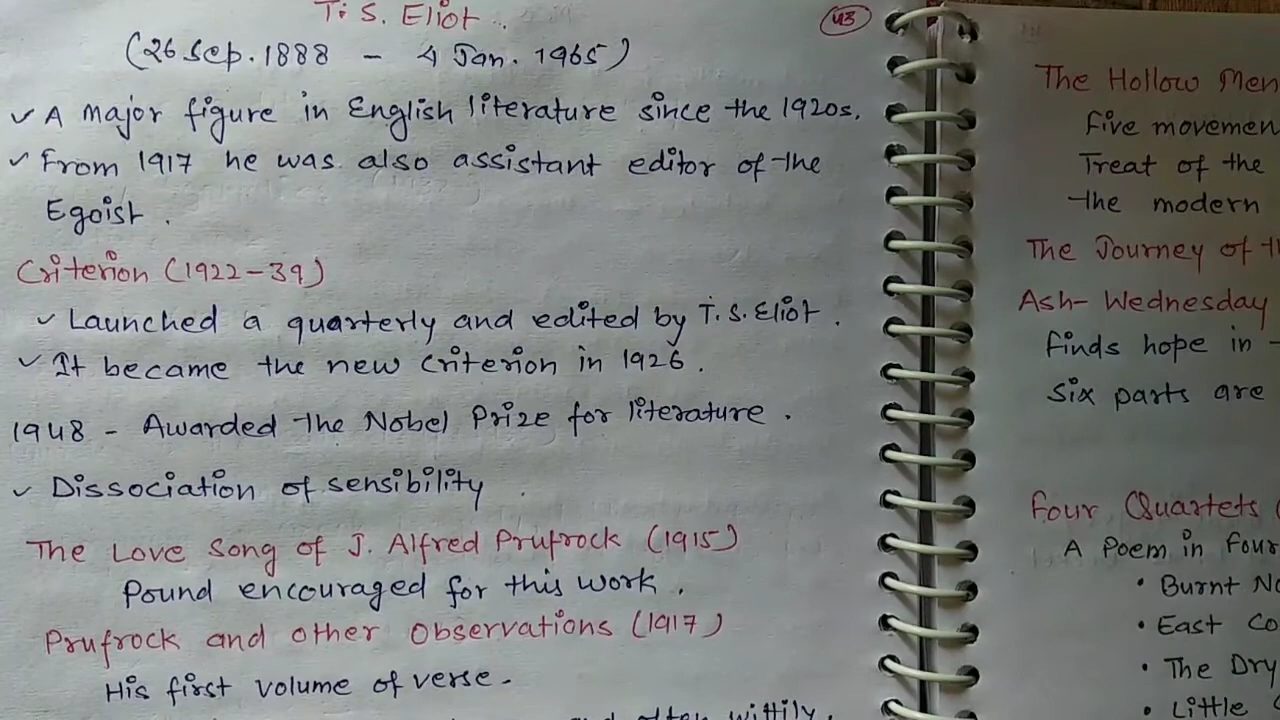 T. S. Eliot.
43
(26 Sep. 1888 - 4 Jan. 1965)
✓ A major figure in English literature since the 1920s.
✓ From 1917 he was also assistant editor of the
Egoist.
Criterion (1922-39)
✓ Launched a quarterly and edited by T. S. Eliot.
✓ It became the new criterion in 1926.
1948 - Awarded the Nobel Prize for literature.
✓ Dissociation of sensibility.
The Love Song of J. Alfred Prufrock (1915)
Pound encouraged for this work.
Prufrock and other Observations (1917)
His first volume of verse.
and often wittily.
The Hollow Men
Five movemen
Treat of the
the modern
The Journey of
Ash-Wednesday
finds hope in
Six parts are
Four Quartets (
A Poem in Four
• Burnt No
• East Co
• The Dry
• Little